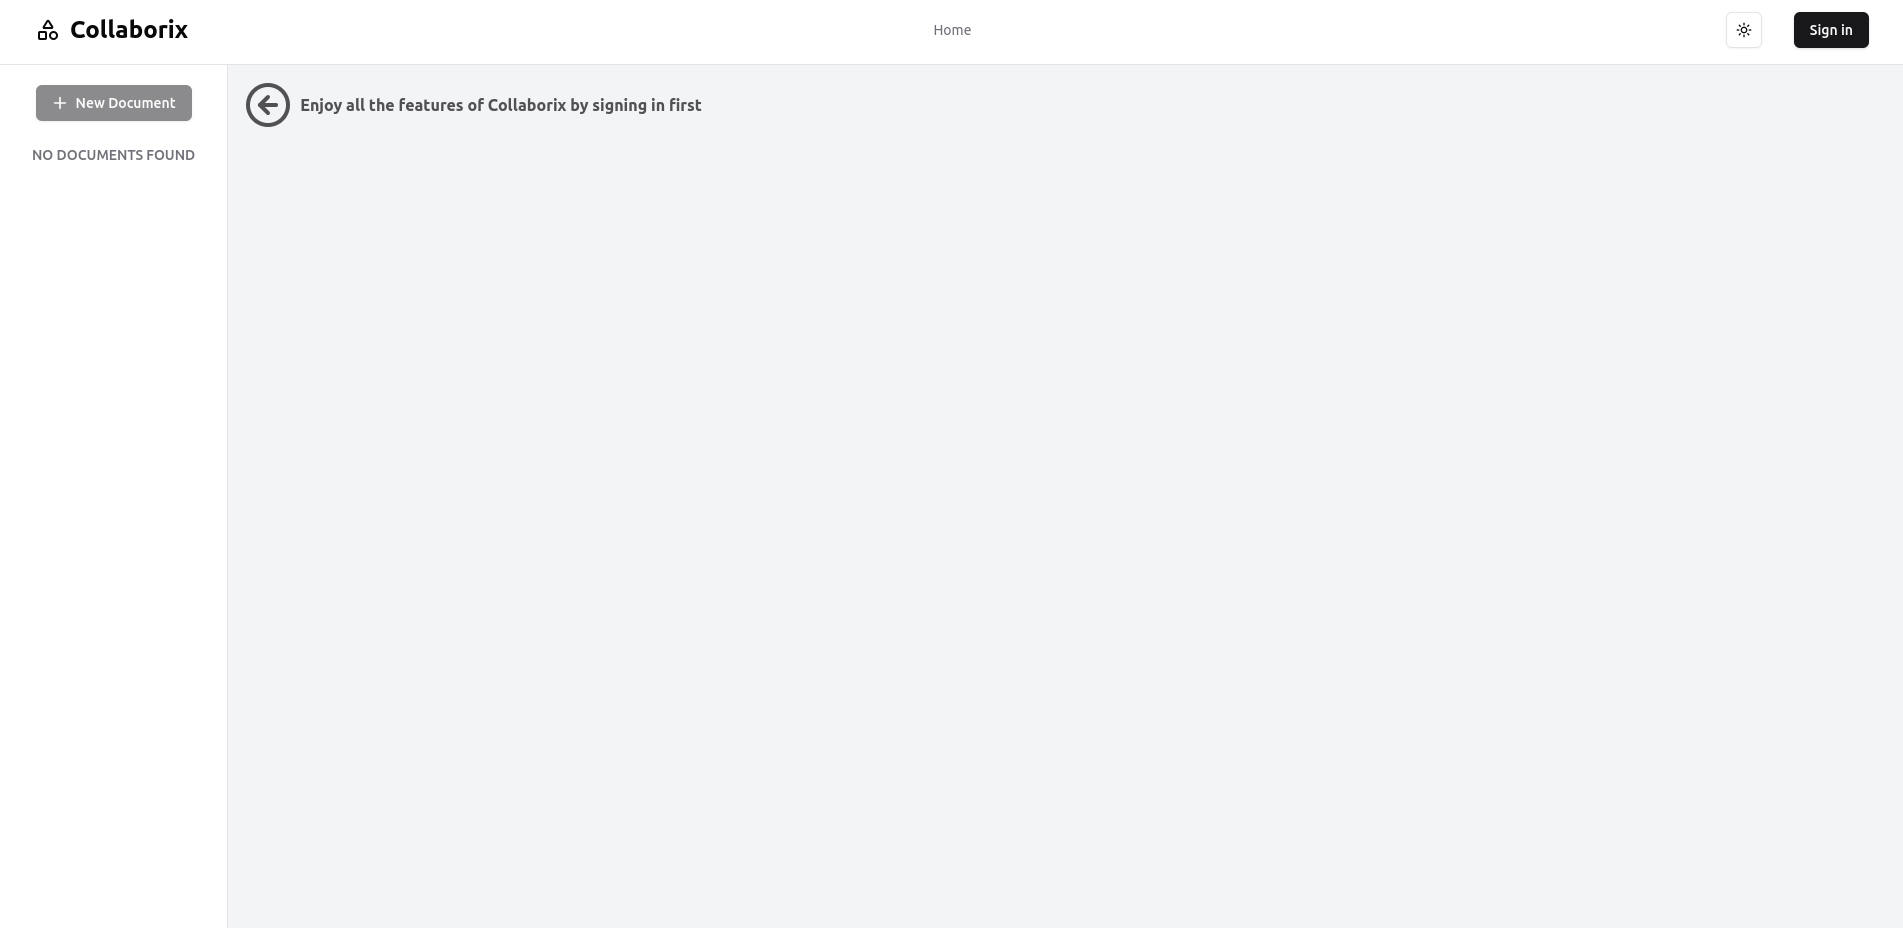 Collaborix
Home
Sign in
New Document
NO DOCUMENTS FOUND
Enjoy all the features of Collaborix by signing in first